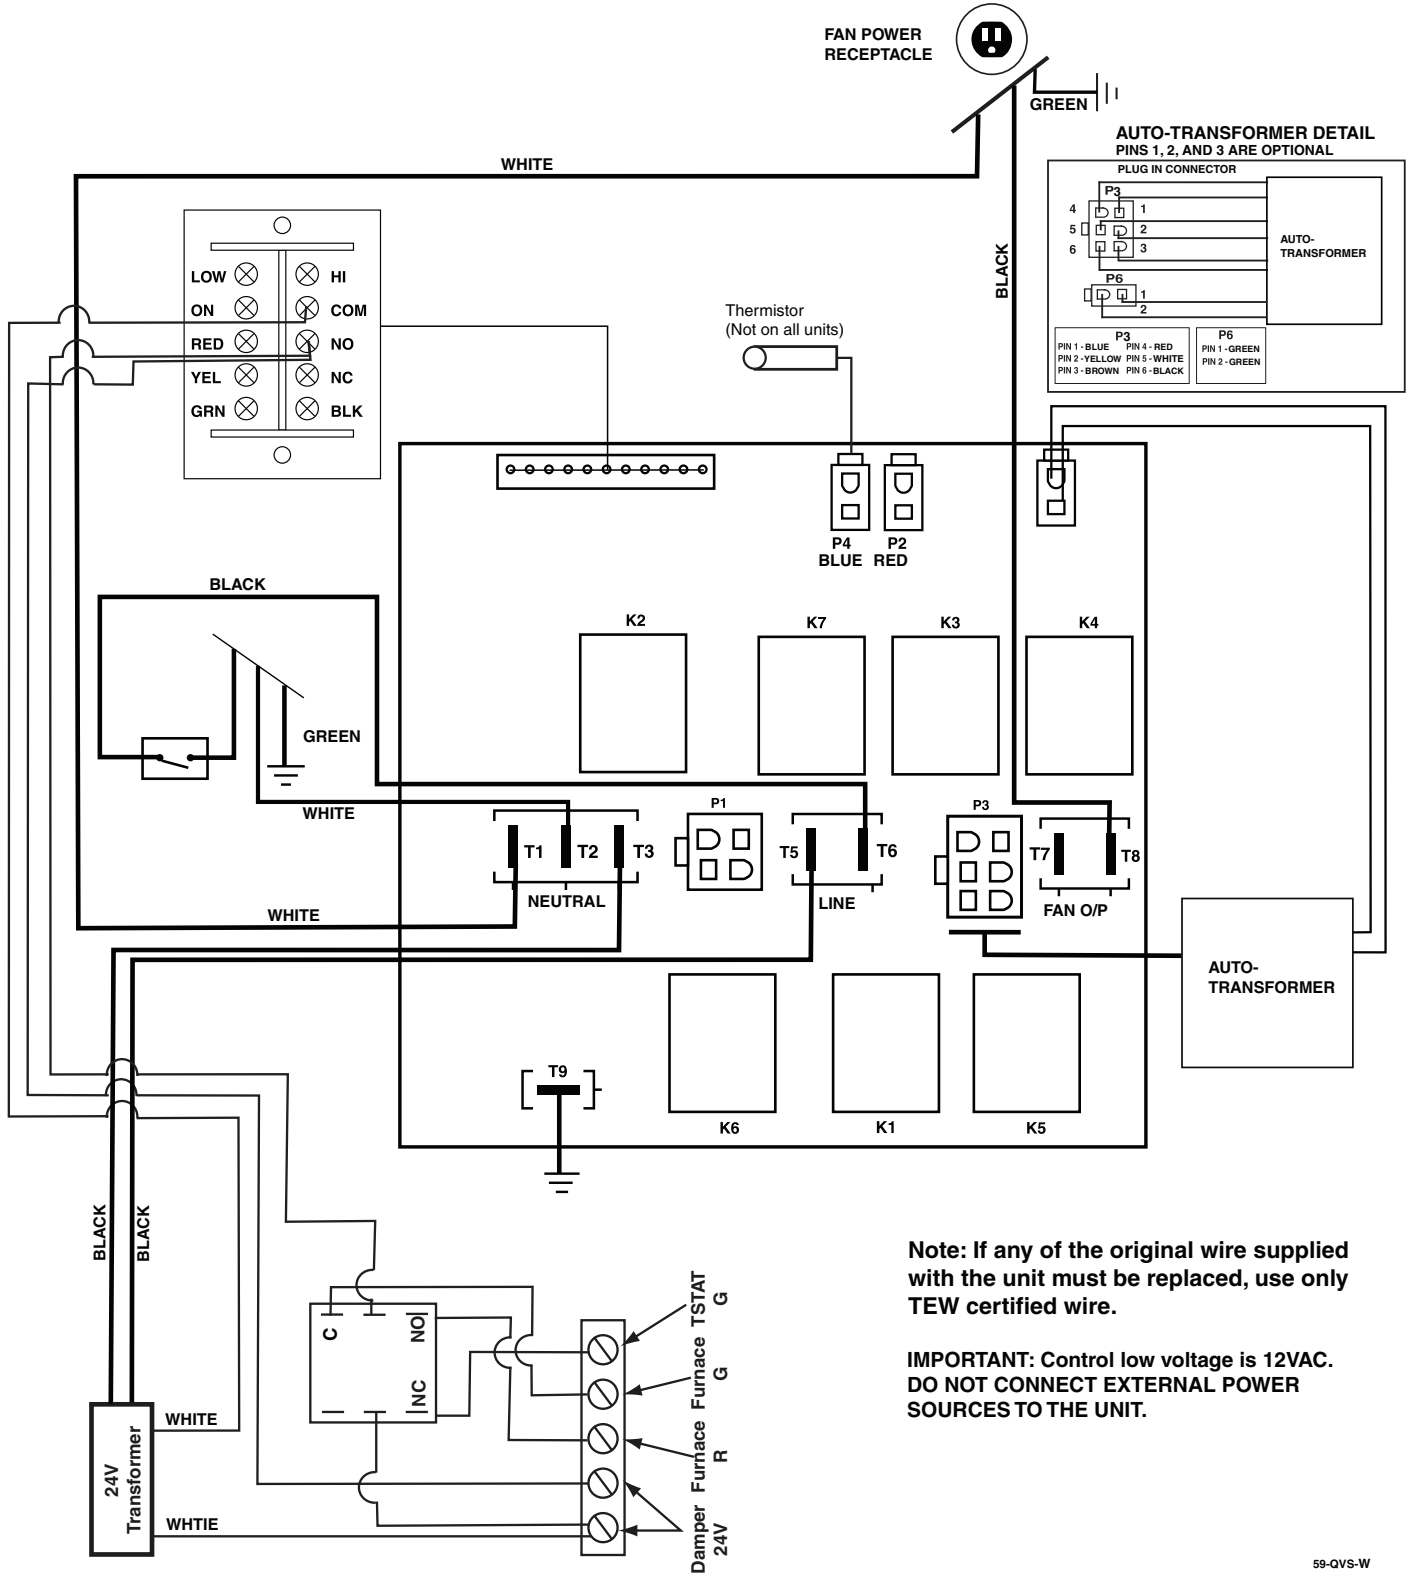 FAN POWER
RECEPTACLE
GREEN
AUTO-TRANSFORMER DETAIL
PINS 1, 2, AND 3 ARE OPTIONAL
PLUG IN CONNECTOR
P3
4
1
5
2
6
3
AUTO-
TRANSFORMER
P6
1
2
P3
PIN 1 - BLUE PIN 4 - RED
PIN 2 - YELLOW PIN 5 - WHITE
PIN 3 - BROWN PIN 6 - BLACK
P6
PIN 1 - GREEN
PIN 2 - GREEN
WHITE
BLACK
LOW
HI
ON
COM
RED
NO
YEL
NC
GRN
BLK
Thermistor
(Not on all units)
P4
BLUE
P2
RED
BLACK
K2
K7
K3
K4
GREEN
WHITE
P1
P3
T1
T2
T3
T5
T6
T7
T8
NEUTRAL
LINE
FAN O/P
WHITE
AUTO-
TRANSFORMER
T9
K6
K1
K5
BLACK
BLACK
C
NO
NC
TSTAT
G
Furnace
G
Furnace
R
Damper
24V
WHITE
24V
Transformer
WHTIE
Note: If any of the original wire supplied
with the unit must be replaced, use only
TEW certified wire.
IMPORTANT: Control low voltage is 12VAC.
DO NOT CONNECT EXTERNAL POWER
SOURCES TO THE UNIT.
59-QVS-W